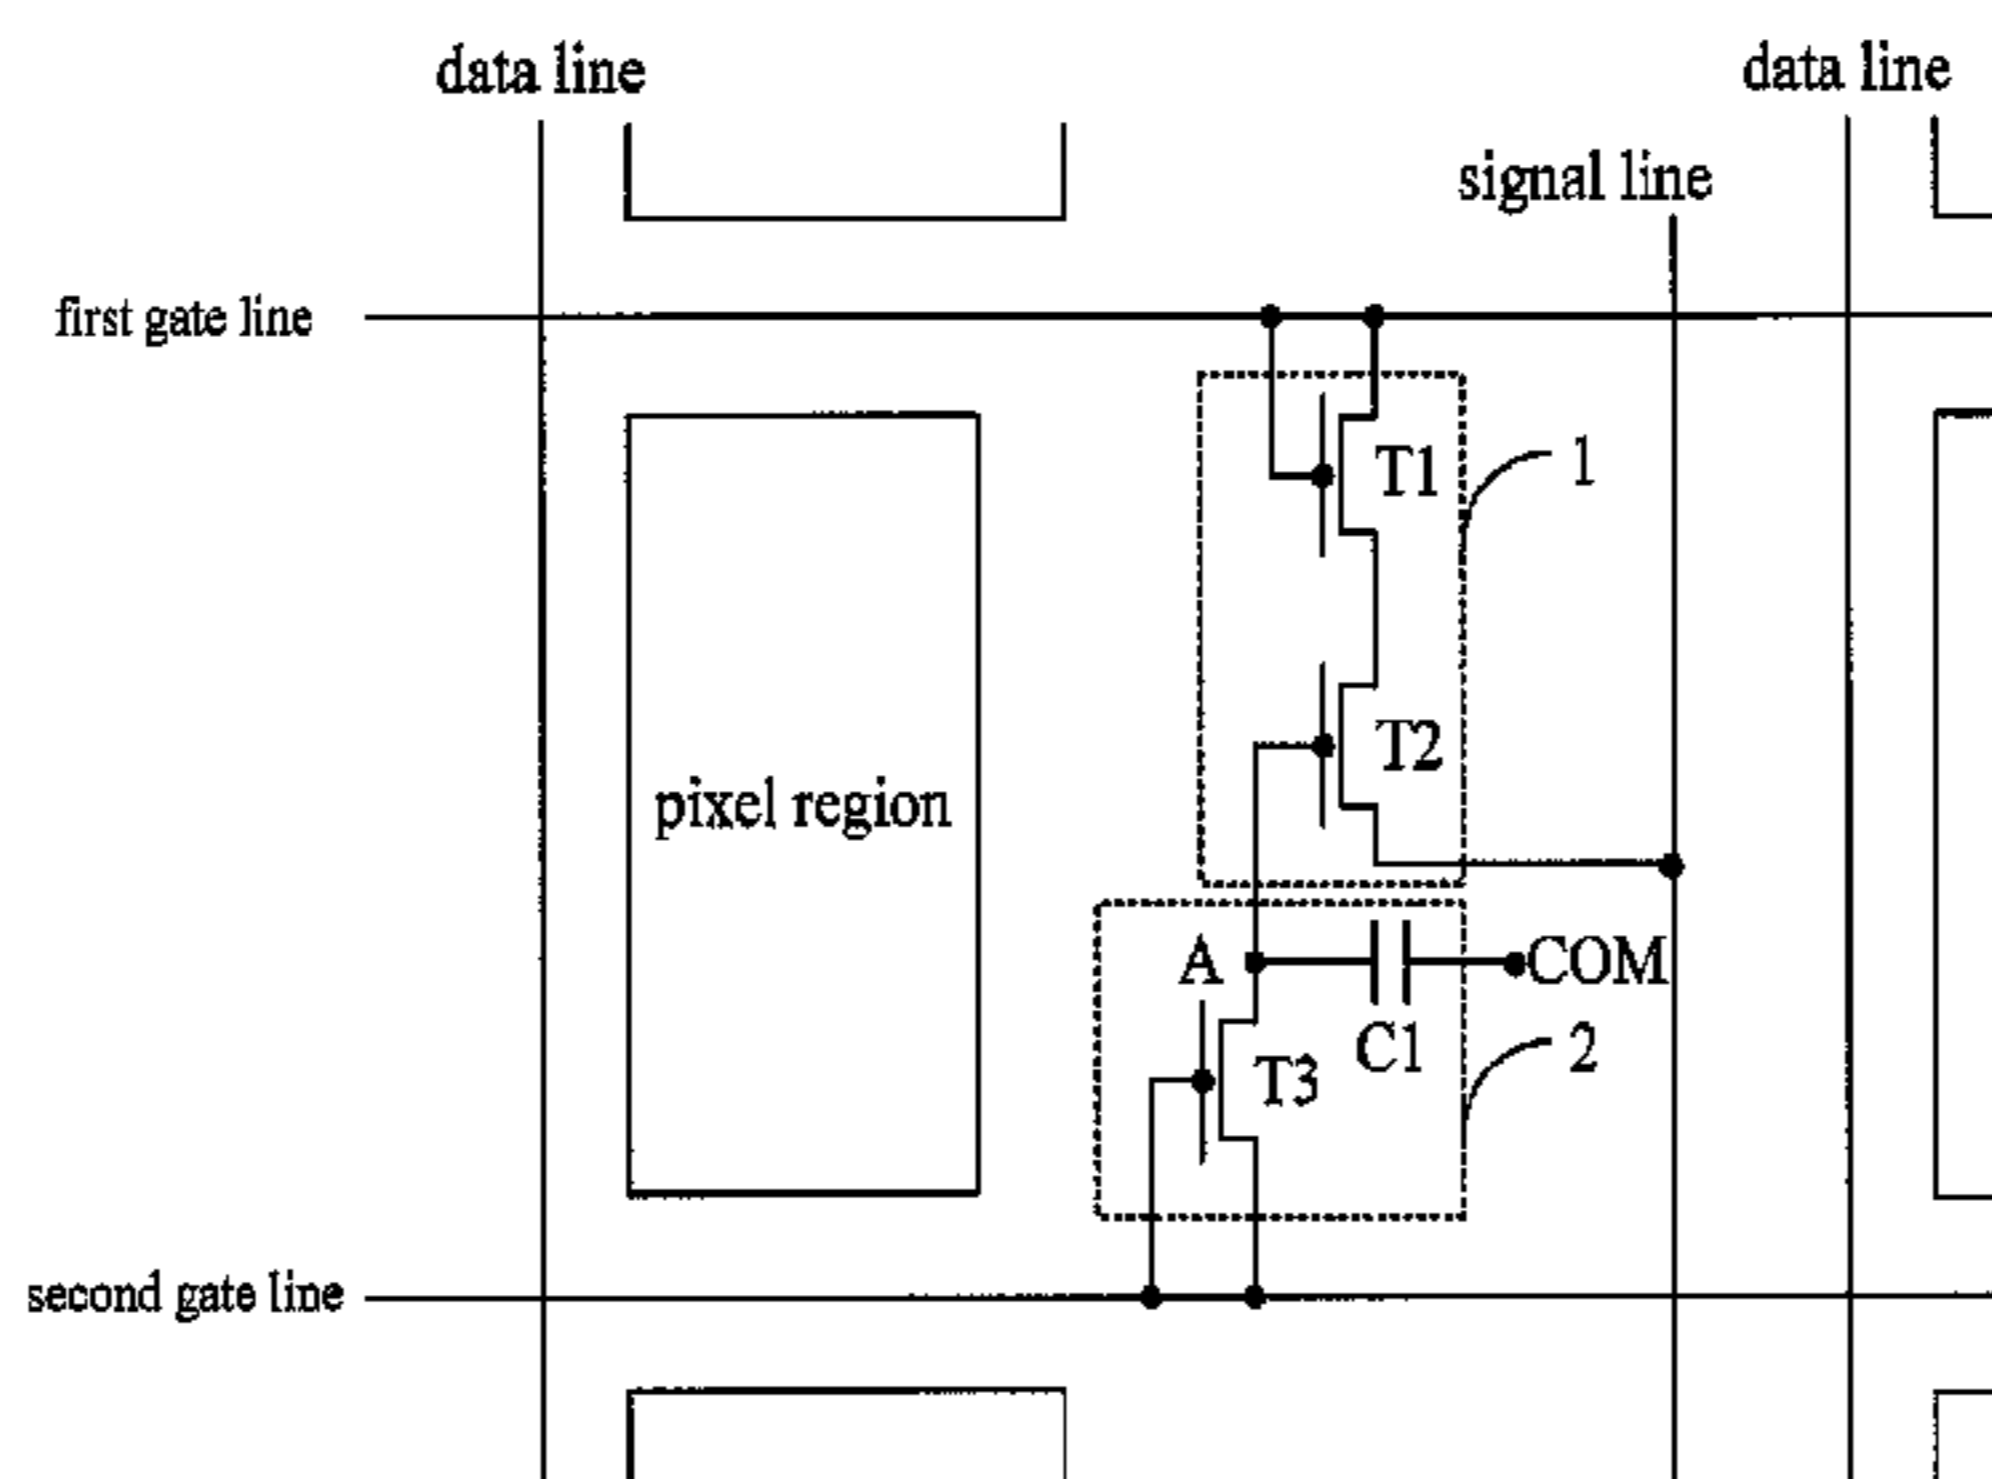 data line
data line
signal line
first gate line
T1
1
T2
pixel region
A
COM
C1
2
T3
second gate line